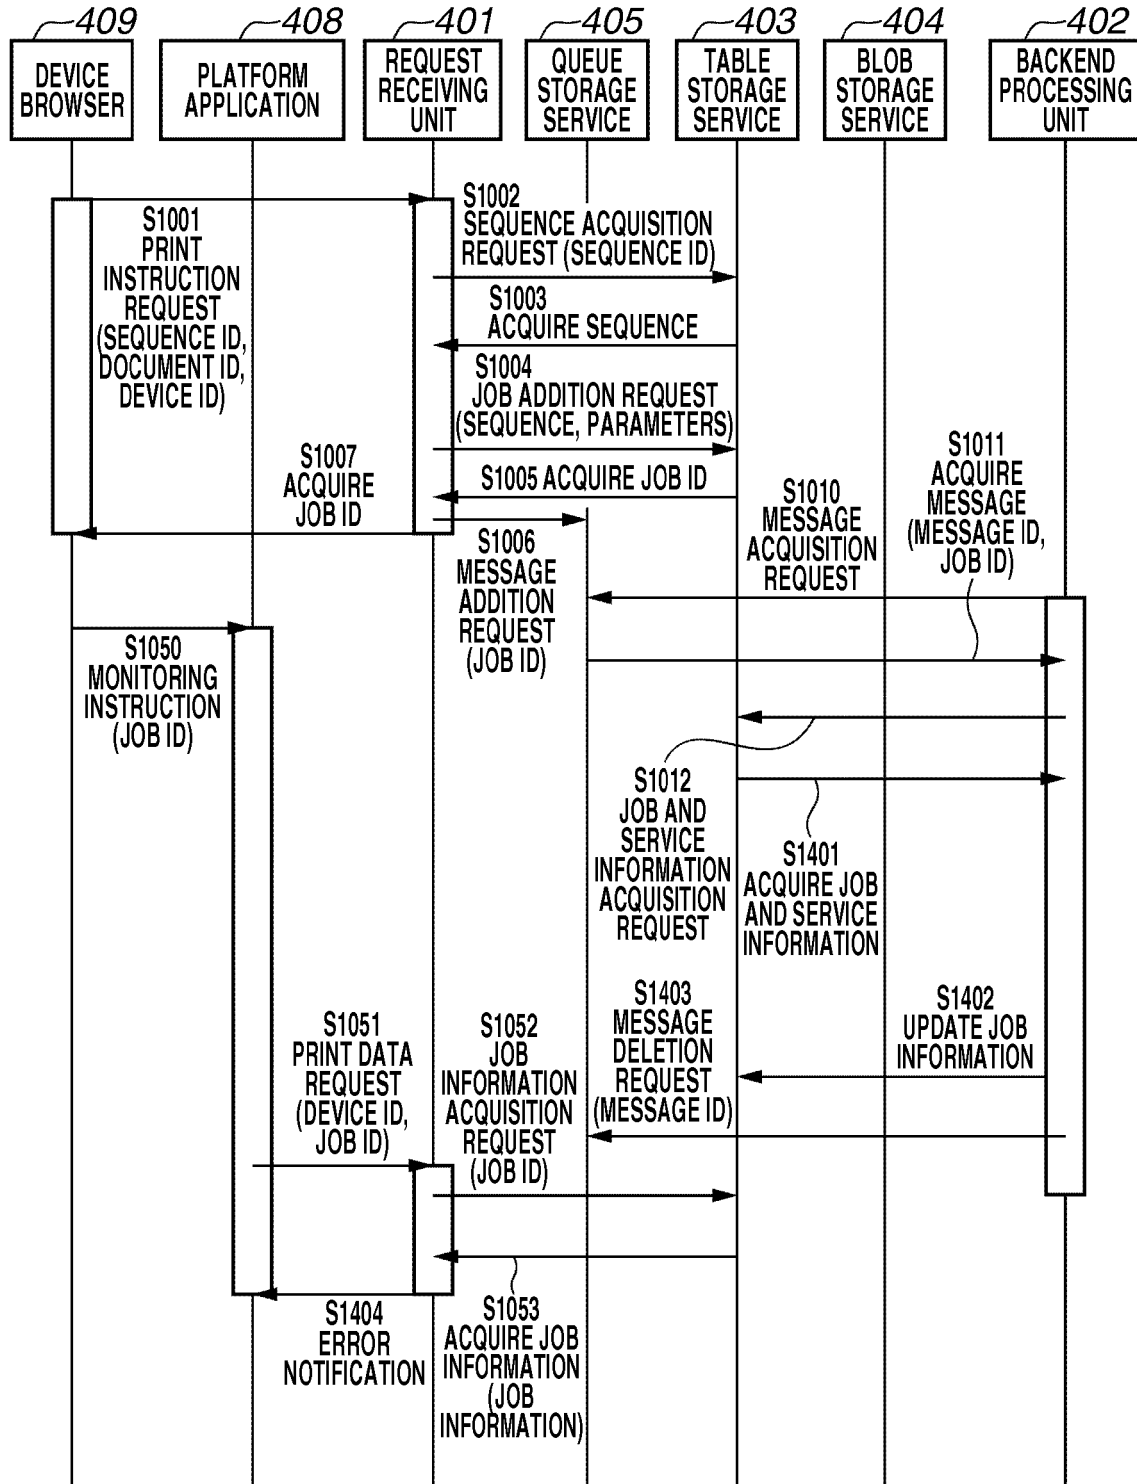 409
408
401
405
403
404
402
DEVICE
BROWSER
PLATFORM
APPLICATION
REQUEST
RECEIVING
UNIT
QUEUE
STORAGE
SERVICE
TABLE
STORAGE
SERVICE
BLOB
STORAGE
SERVICE
BACKEND
PROCESSING
UNIT
S1001
PRINT
INSTRUCTION
REQUEST
(SEQUENCE ID,
DOCUMENT ID,
DEVICE ID)
S1002
SEQUENCE ACQUISITION
REQUEST (SEQUENCE ID)
S1003
ACQUIRE SEQUENCE
S1004
JOB ADDITION REQUEST
(SEQUENCE, PARAMETERS)
S1005 ACQUIRE JOB ID
S1007
ACQUIRE
JOB ID
S1006
MESSAGE
ADDITION
REQUEST
(JOB ID)
S1010
MESSAGE
ACQUISITION
REQUEST
S1011
ACQUIRE
MESSAGE
(MESSAGE ID,
JOB ID)
S1050
MONITORING
INSTRUCTION
(JOB ID)
S1012
JOB AND
SERVICE
INFORMATION
ACQUISITION
REQUEST
S1401
ACQUIRE JOB
AND SERVICE
INFORMATION
S1402
UPDATE JOB
INFORMATION
S1403
MESSAGE
DELETION
REQUEST
(MESSAGE ID)
S1051
PRINT DATA
REQUEST
(DEVICE ID,
JOB ID)
S1052
JOB
INFORMATION
ACQUISITION
REQUEST
(JOB ID)
S1404
ERROR
NOTIFICATION
S1053
ACQUIRE JOB
INFORMATION
(JOB
INFORMATION)